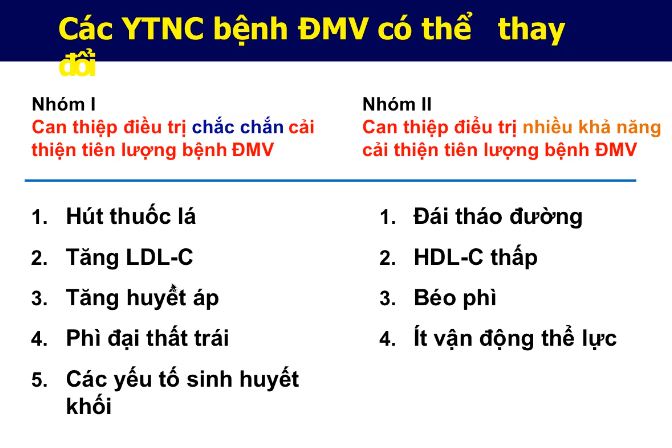 Các YTNC bệnh ĐMV có thể thay
đổi
Nhóm I
Can thiệp điều trị chắc chắn cải
thiện tiên lượng bệnh ĐMV
Nhóm II
Can thiệp điều trị nhiều khả năng
cải thiện tiên lượng bệnh ĐMV
1. Hút thuốc lá
2. Tăng LDL-C
3. Tăng huyết áp
4. Phì đại thất trái
5. Các yếu tố sinh huyết
khối
1. Đái tháo đường
2. HDL-C thấp
3. Béo phì
4. Ít vận động thể lực